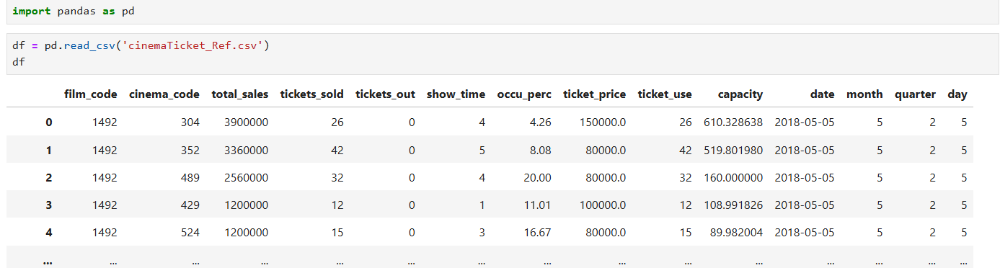 import pandas as pd
df = pd.read_csv('cinemaTicket_Ref.csv')
df
film_code cinema_code total_sales tickets_sold tickets_out show_time occu_perc ticket_price ticket_use capacity date month quarter day
0 1492 304 3900000 26 0 4 4.26 150000.0 26 610.328638 2018-05-05 5 2 5
1 1492 352 3360000 42 0 5 8.08 80000.0 42 519.801980 2018-05-05 5 2 5
2 1492 489 2560000 32 0 4 20.00 80000.0 32 160.000000 2018-05-05 5 2 5
3 1492 429 1200000 12 0 1 11.01 100000.0 12 108.991826 2018-05-05 5 2 5
4 1492 524 1200000 15 0 3 16.67 80000.0 15 89.982004 2018-05-05 5 2 5
... ... ... ... ... ... ... ... ... ... ... ... ... ... ...